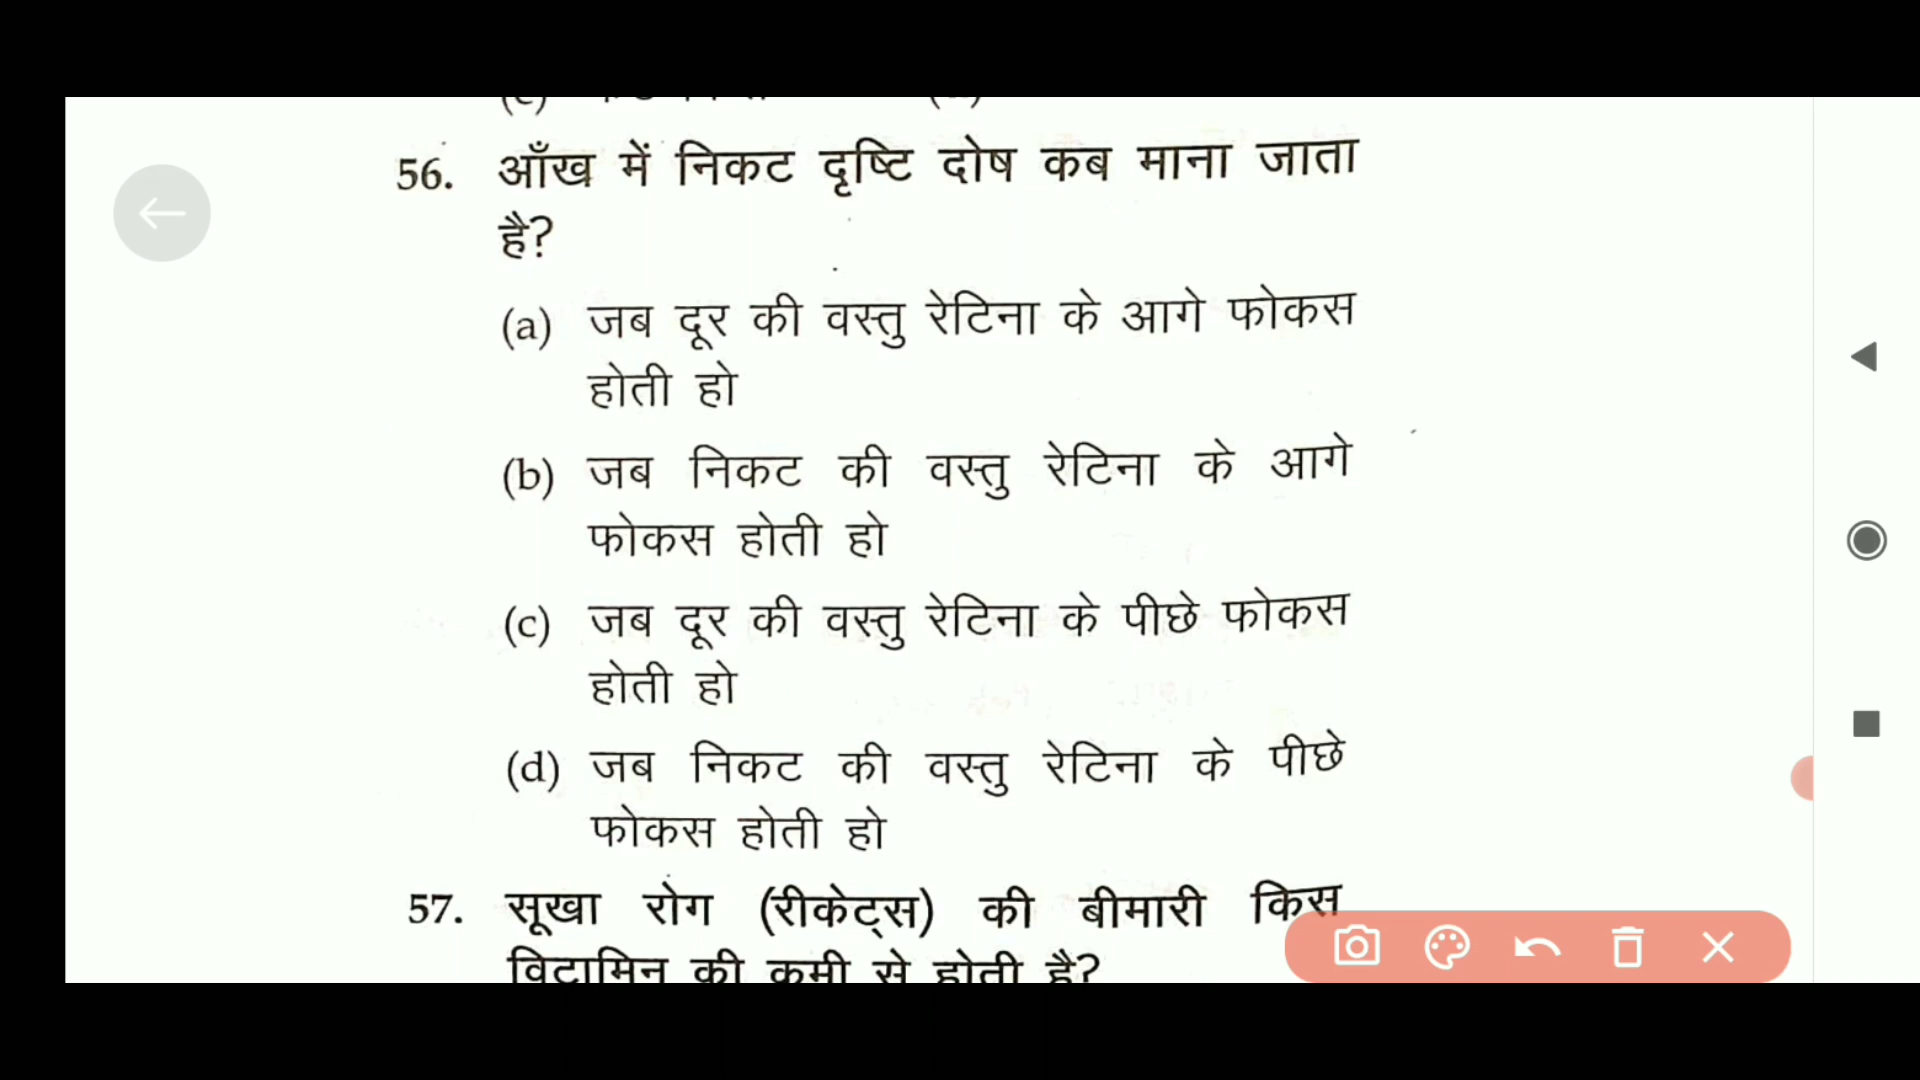 56. आँख में निकट दृष्टि दोष कब माना जाता
है?
(a) जब दूर की वस्तु रेटिना के आगे फोकस
होती हो
(b) जब निकट की वस्तु रेटिना के आगे
फोकस होती हो
(c) जब दूर की वस्तु रेटिना के पीछे फोकस
होती हो
(d) जब निकट की वस्तु रेटिना के पीछे
फोकस होती हो
57. सूखा रोग (रीकेट्स) की बीमारी किस
विटामिन की कमी से होती है?